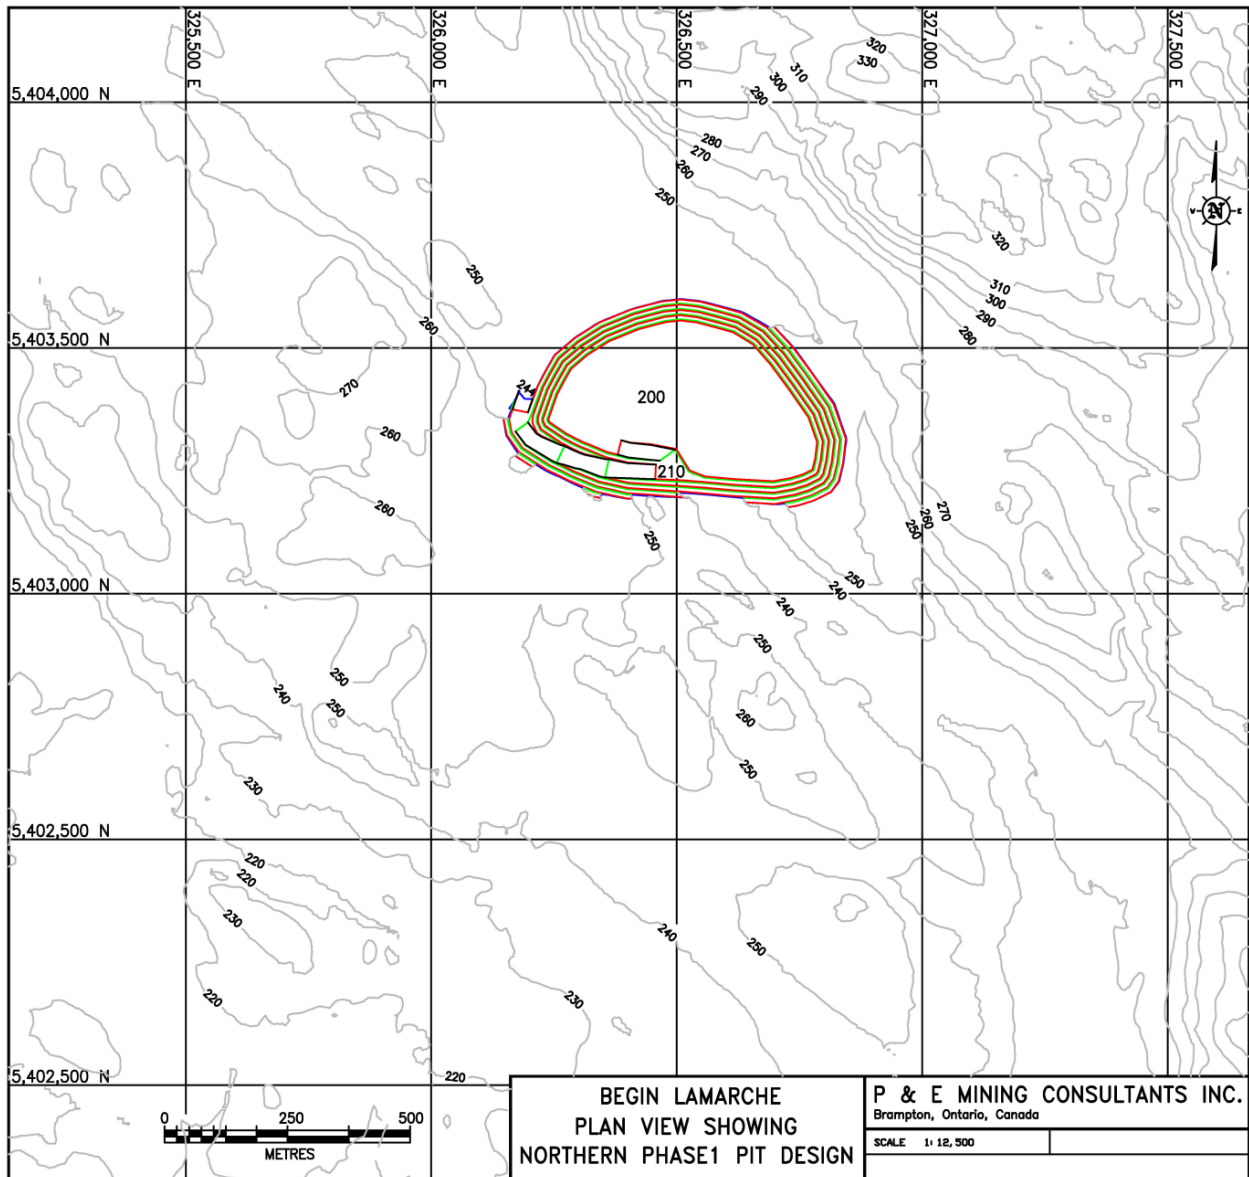 325,500 E
326,000 E
326,500 E
327,000 E
327,500 E
320
330
310
300
290
5,404,000 N
280
270
260
250
N
W
E
320
250
310
300
290
280
260
5,403,500 N
270
244
200
260
210
260
270
260
250
250
250
240
5,403,000 N
240
250
250
240
250
260
250
230
5,402,500 N
220
220
230
240
250
220
230
5,402,500 N
220
0 250 500
METRES
BEGIN LAMARCHE
PLAN VIEW SHOWING
NORTHERN PHASE1 PIT DESIGN
P & E MINING CONSULTANTS INC.
Brampton, Ontario, Canada
SCALE 1:12,500